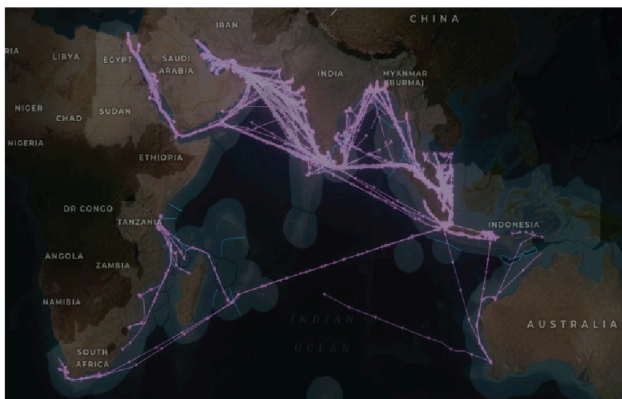 CHINA
IRAN
RIA
LIBYA
EGYPT
SAUDI
ARABIA
INDIA
MYANMAR
(BURMA)
NIGER
CHAD
SUDAN
NIGERIA
ETHIOPIA
DR CONGO
TANZANIA
INDONESIA
ANGOLA
ZAMBIA
NAMIBIA
INDIAN
OCEAN
AUSTRALIA
SOUTH
AFRICA